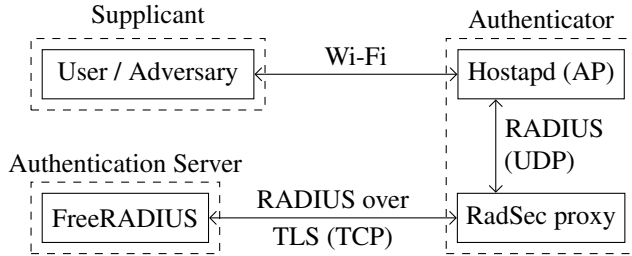 Supplicant
Authenticator
User / Adversary
Wi-Fi
Hostapd (AP)
RADIUS
(UDP)
Authentication Server
FreeRADIUS
RADIUS over
TLS (TCP)
RadSec proxy